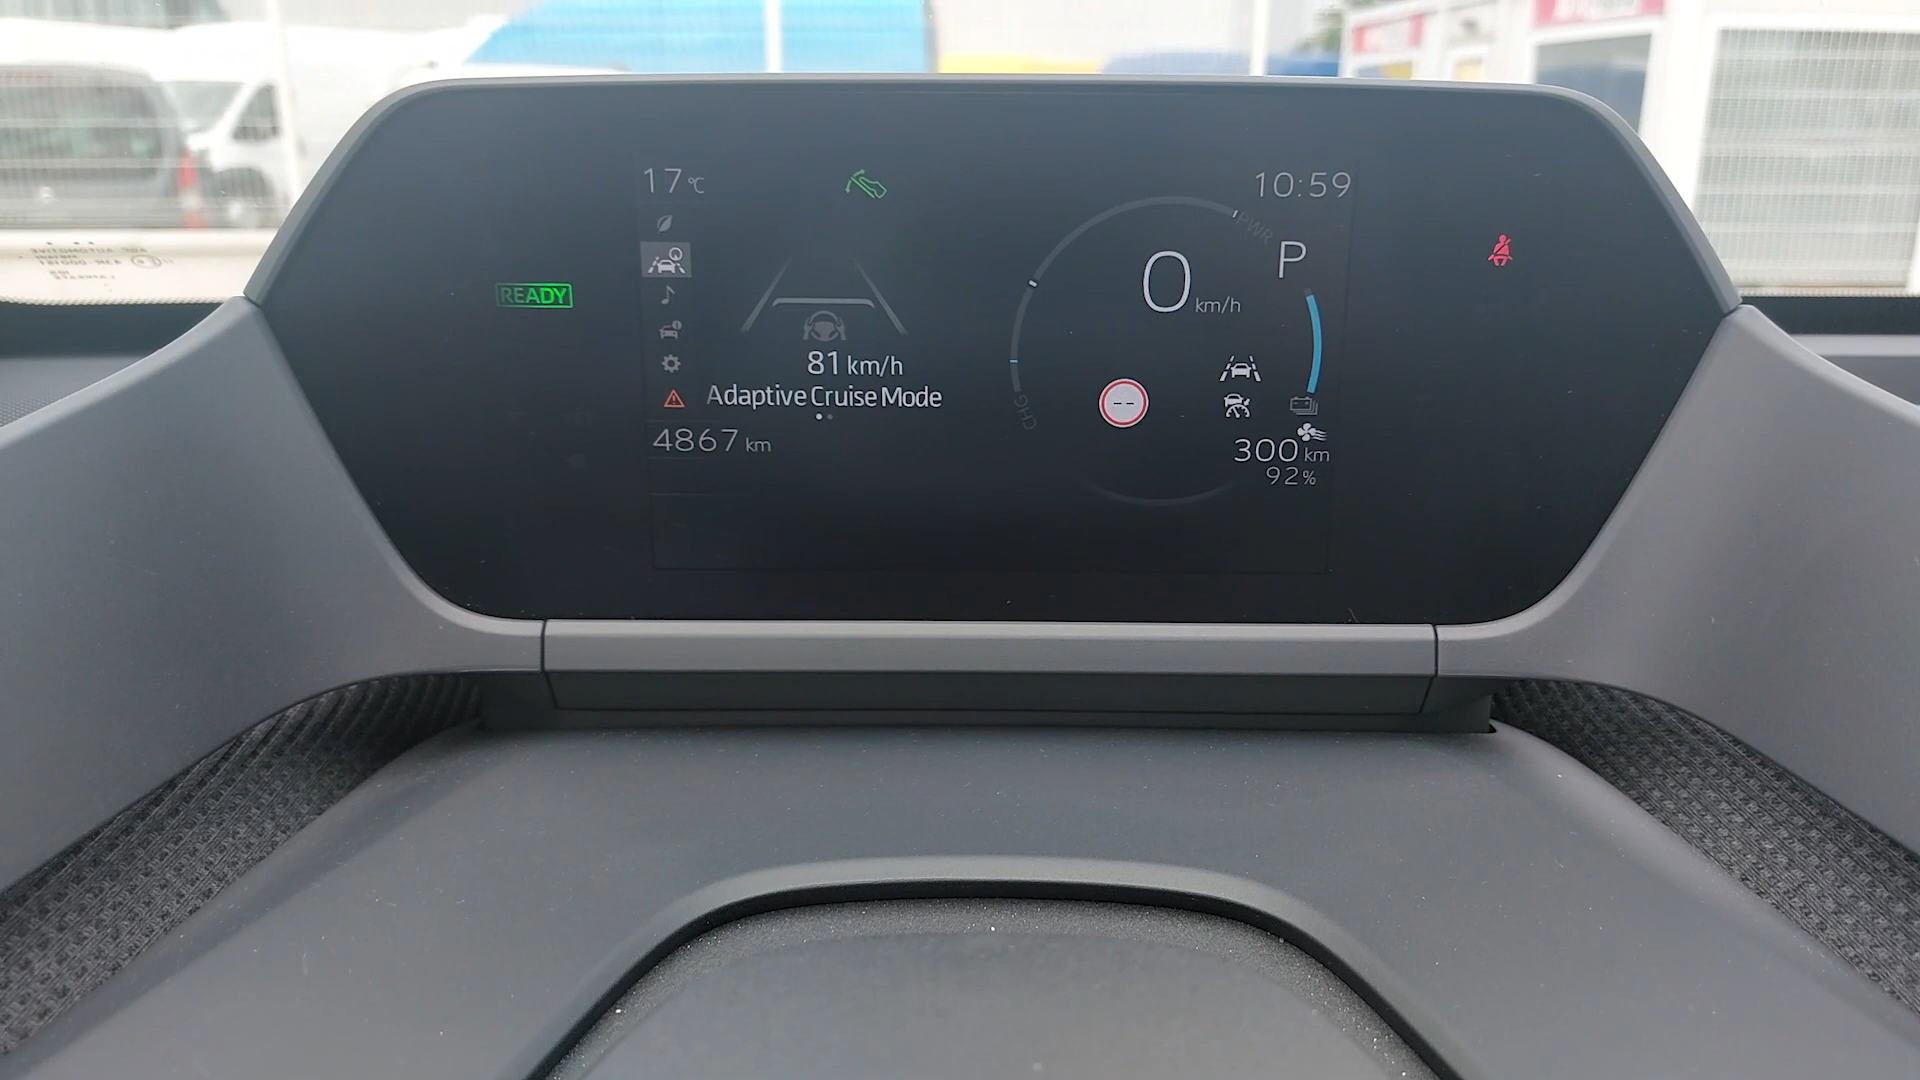 17°C
10:59
PWR
P
0 km/h
READY
81 km/h
Adaptive Cruise Mode
--
CHG
4867 km
300 km
92%